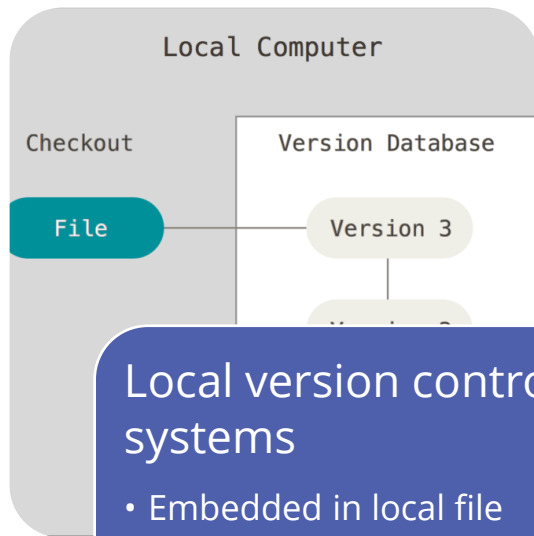 Local Computer
Checkout
Version Database
File
Version 3
Local version contro
systems
• Embedded in local file